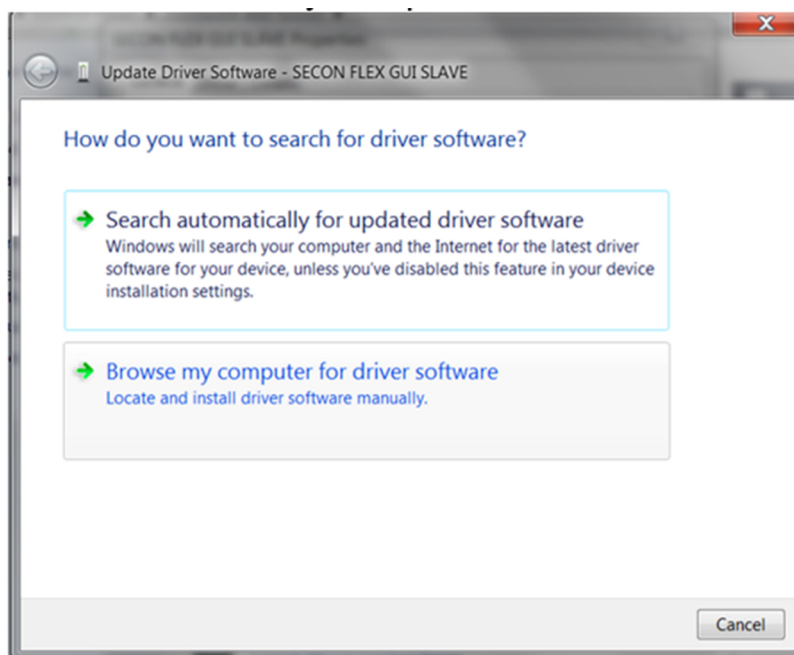 Update Driver Software - SECON FLEX GUI SLAVE
How do you want to search for driver software?
Search automatically for updated driver software
Windows will search your computer and the Internet for the latest driver
software for your device, unless you've disabled this feature in your device
installation settings.
Browse my computer for driver software
Locate and install driver software manually.
Cancel